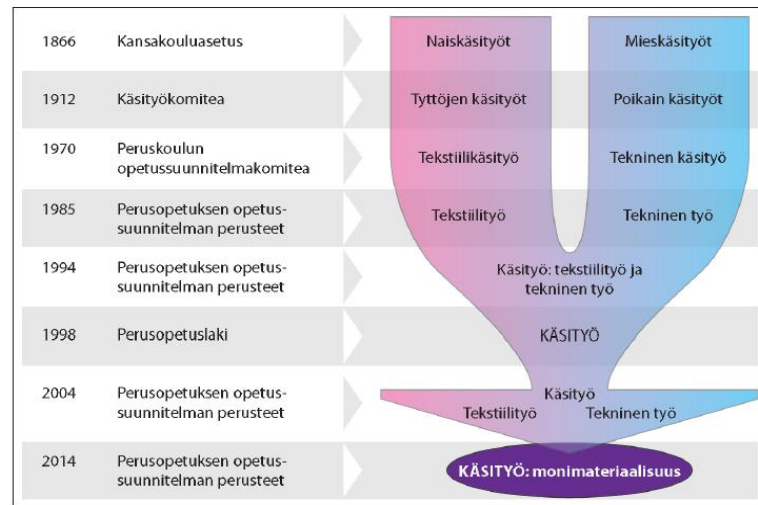 1866 Kansakouluasetus Naiskäsityöt Mieskäsityöt
1912 Käsityökomitea Tyttöjen käsityöt Poikain käsityöt
1970 Peruskoulun
opetussuunnitelmakomitea
Tekstiilikäsityö Tekninen käsityö
1985 Perusopetuksen opetus-
suunnitelman perusteet
Tekstiilityö Tekninen työ
1994 Perusopetuksen opetus-
suunnitelman perusteet
Käsityö: tekstiilityö ja
tekninen työ
1998 Perusopetuslaki KÄSITYÖ
2004 Perusopetuksen opetus-
suunnitelman perusteet
Käsityö
Tekstiilityö Tekninen työ
2014 Perusopetuksen opetus-
suunnitelman perusteet
KÄSITYÖ: monimateriaalisuus